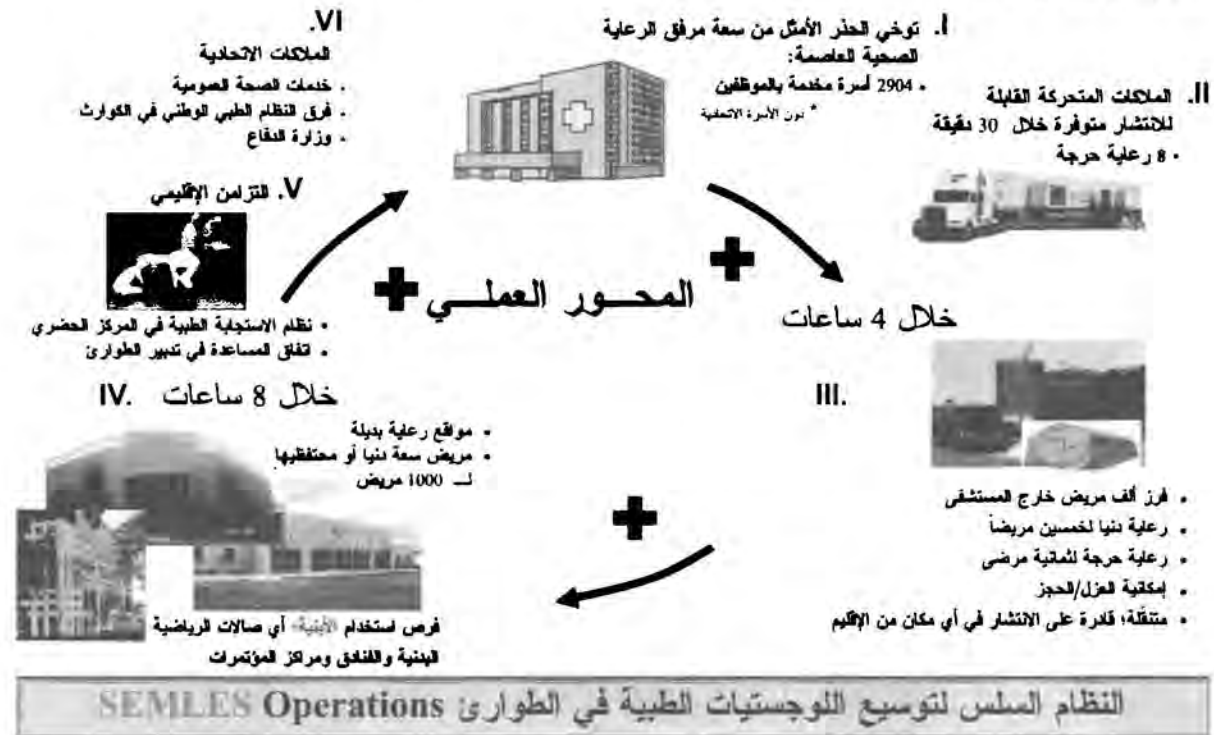 I. توخي الحذر الأمثل من سعة مرفق الرعاية
الصحية للعاصمة:
• 2904 أسرة مخدمة بالموظفين
* دون الأسرة الاتحادية
II. الملاكات المتحركة القابلة
للانتشار متوفرة خلال 30 دقيقة
• 8 رعاية حرجة
خلال 4 ساعات
III.
• فرز ألف مريض خارج المستشفى
• رعاية دنيا لخمسين مريضاً
• رعاية حرجة لثمانية مرضى
• إمكانية العزل/الحجز
• متنقلة؛ قادرة على الانتشار في أي مكان من الإقليم
IV. خلال 8 ساعات
• مواقع رعاية بديلة
• مريض سعة دنيا أو محتفظيها
لـــ 1000 مريض
فرص استخدام الأبنية، أي صالات الرياضية
البدنية والفنادق ومراكز المؤتمرات
V. التزامن الإقليمي
• نظام الاستجابة الطبية في المركز الحضري
• اتفاق المساعدة في تدبير الطوارئ
VI.
الملاكات الاتحادية
• خدمات الصحة العمومية
• فرق النظام الطبي الوطني في الكوارث
• وزارة الدفاع
المحـــور العملـــي
النظام السلس لتوسيع اللوجستيات الطبية في الطوارئ SEMLES Operations